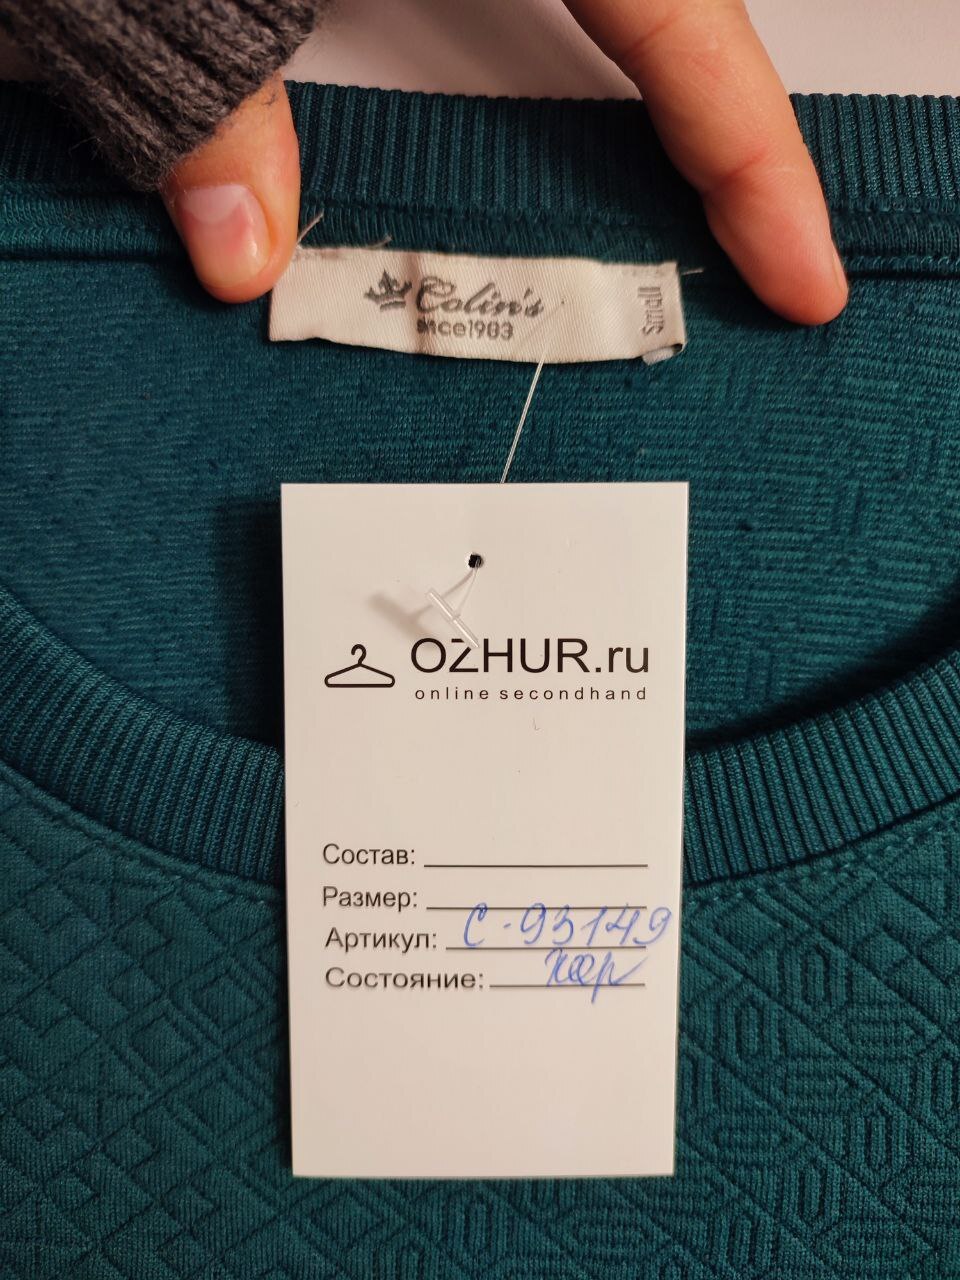 Colin's
since1983
Small
OZHUR.ru
online secondhand
Состав:
Размер:
Артикул: С-93149
Состояние: хор